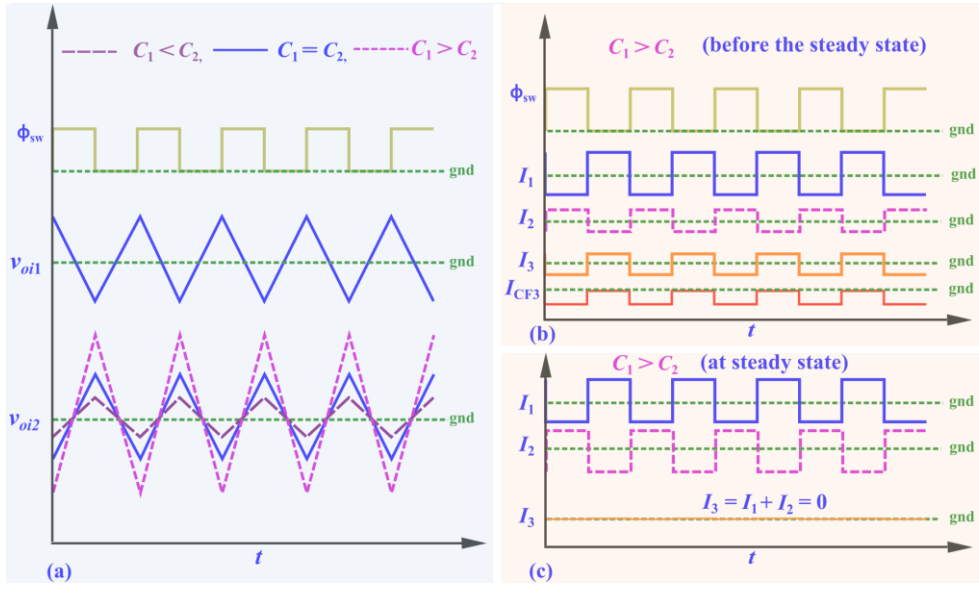 C1 < C2, C1 = C2, C1 > C2
ϕsw
gnd
voi1
gnd
voi2
gnd
t
(a)
C1 > C2 (before the steady state)
ϕsw
gnd
I1
gnd
I2
gnd
I3
gnd
ICF3
gnd
t
(b)
C1 > C2 (at steady state)
I1
gnd
I2
gnd
I3 = I1 + I2 = 0
I3
gnd
t
(c)